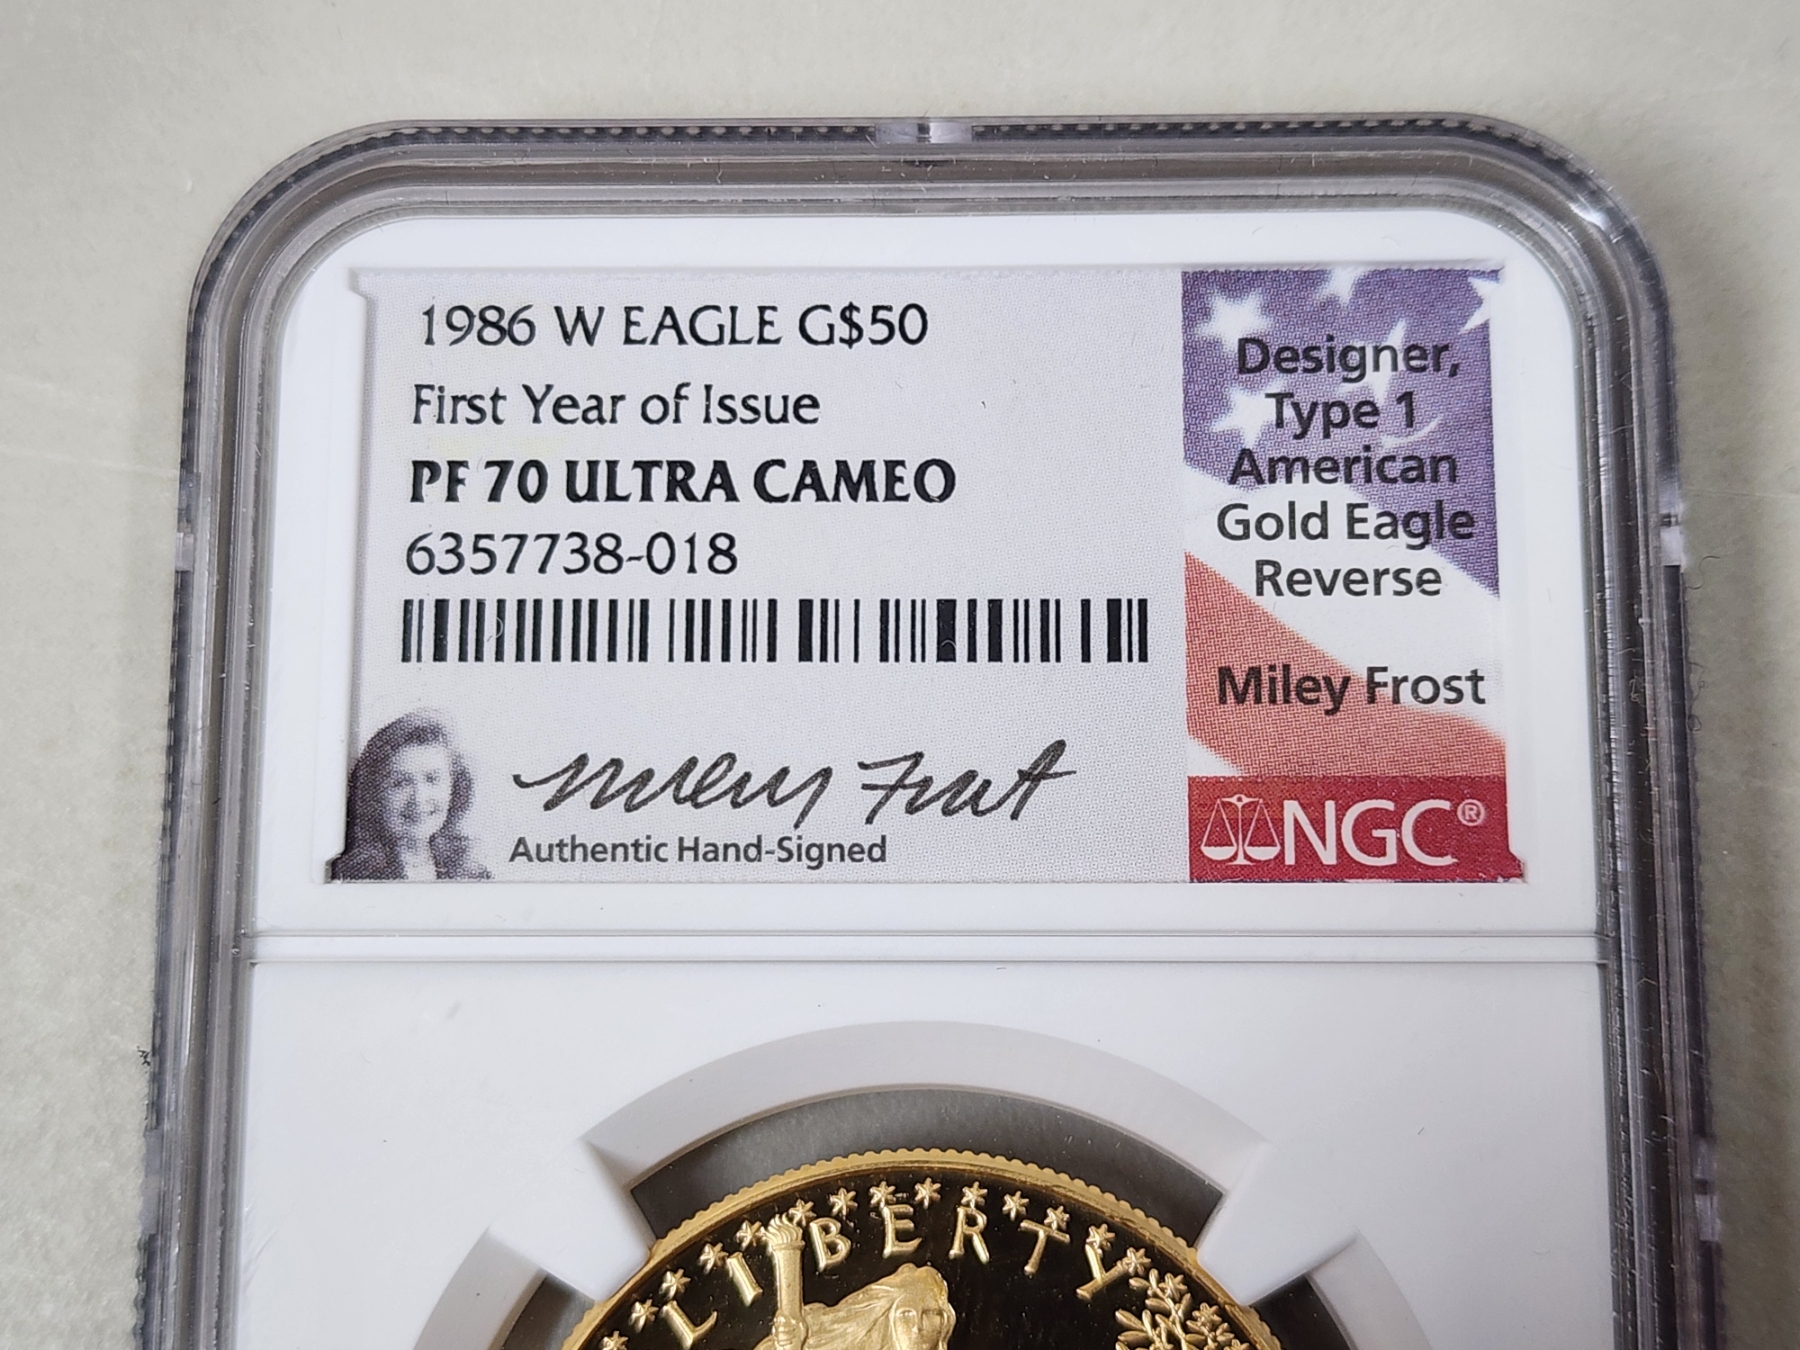 1986 W EAGLE G$50
First Year of Issue
PF 70 ULTRA CAMEO
6357738-018
Miley Frost
Authentic Hand-Signed
Designer,
Type 1
American
Gold Eagle
Reverse
Miley Frost
NGC®
LIBERTY